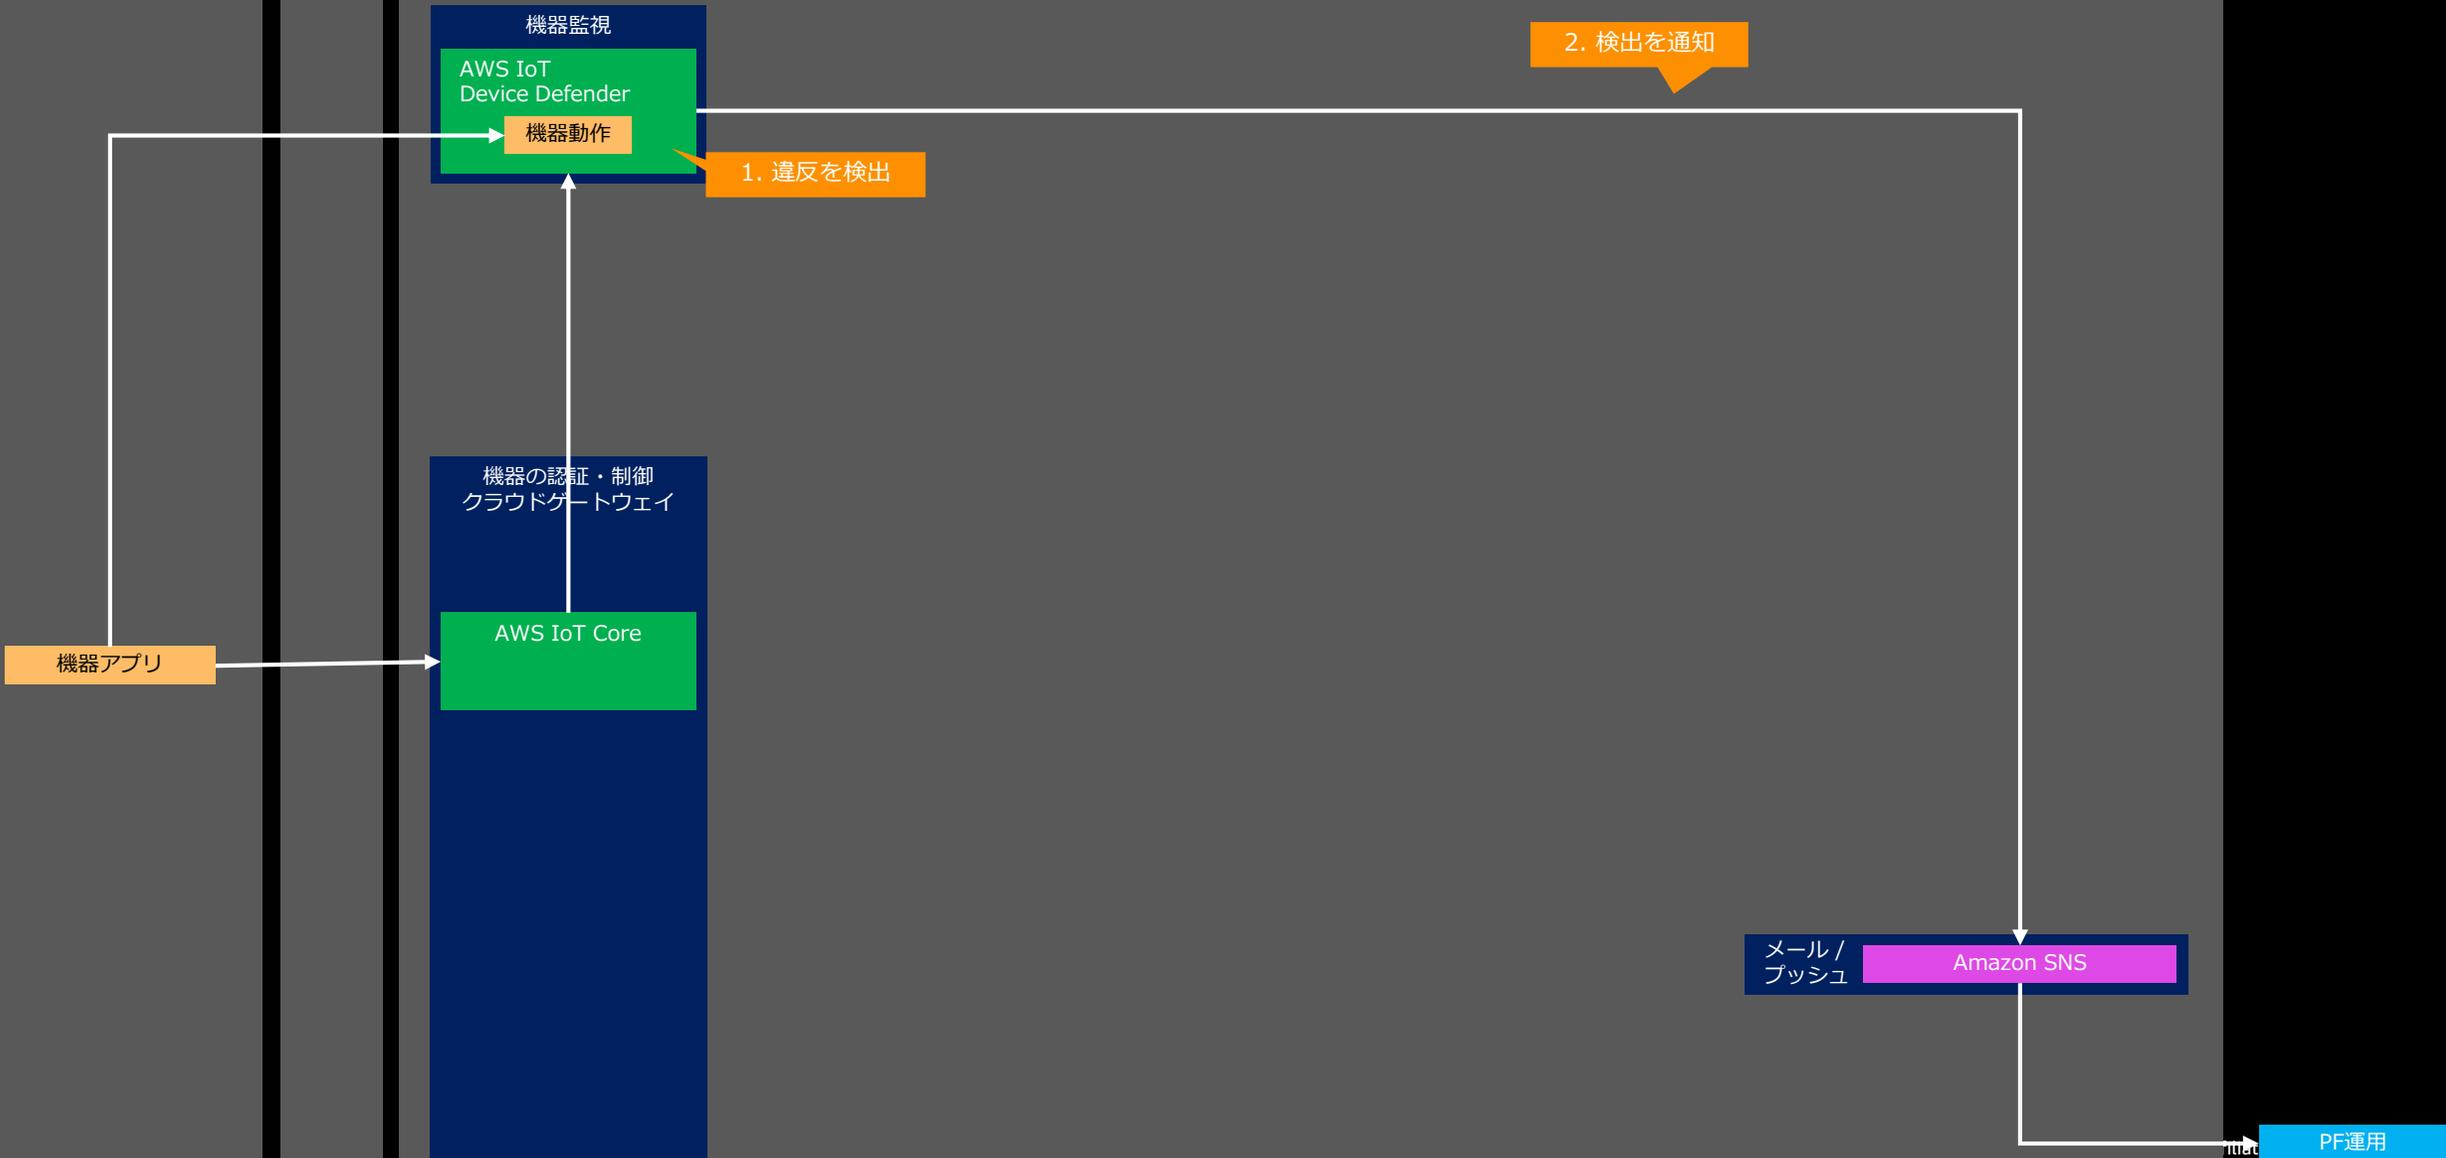 機器監視
AWS IoT
Device Defender
機器動作
1. 違反を検出
2. 検出を通知
機器の認証・制御
クラウドゲートウェイ
AWS IoT Core
機器アプリ
メール /
プッシュ
Amazon SNS
PF運用